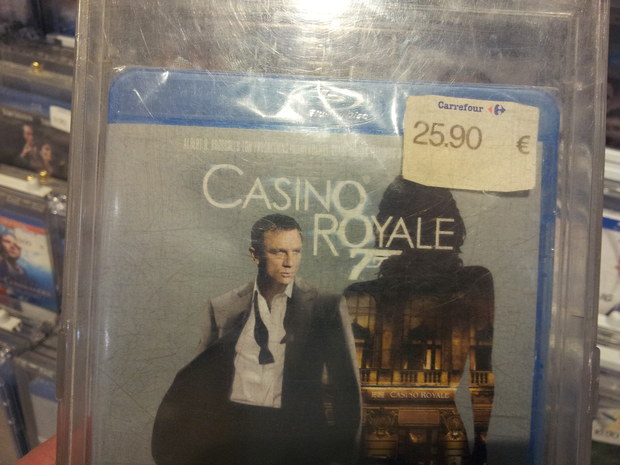 Carrefour
25.90 €
CASINO
ROYALE
007
CASINO ROYALE